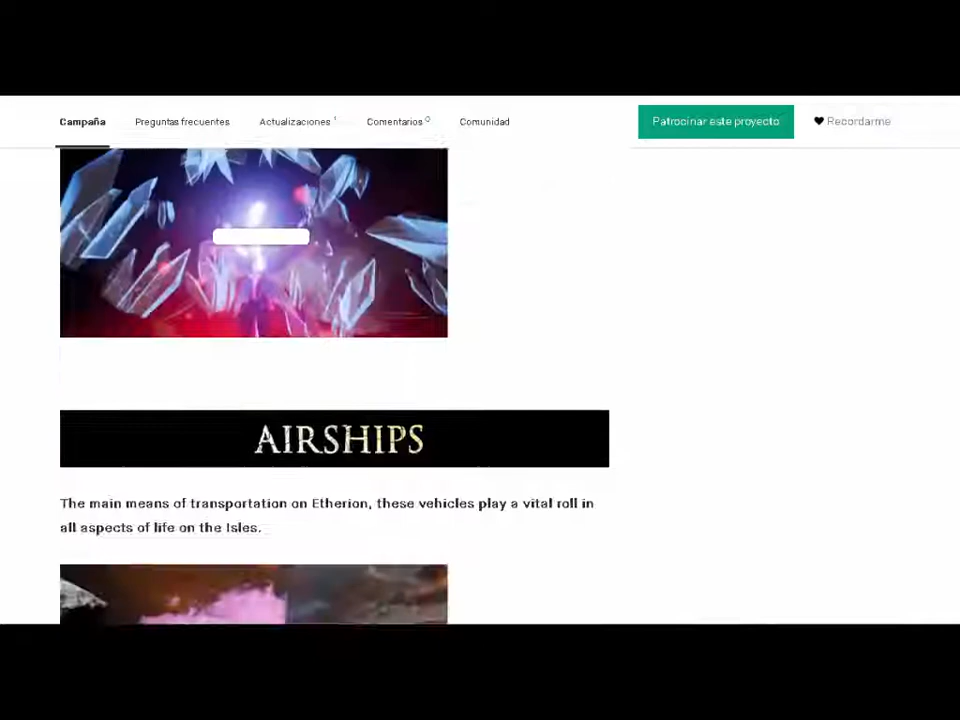 Campaña Preguntas frecuentes Actualizaciones 1 Comentarios 0 Comunidad Patrocinar este proyecto Recordarme
AIRSHIPS
The main means of transportation on Etherion, these vehicles play a vital roll in
all aspects of life on the Isles.